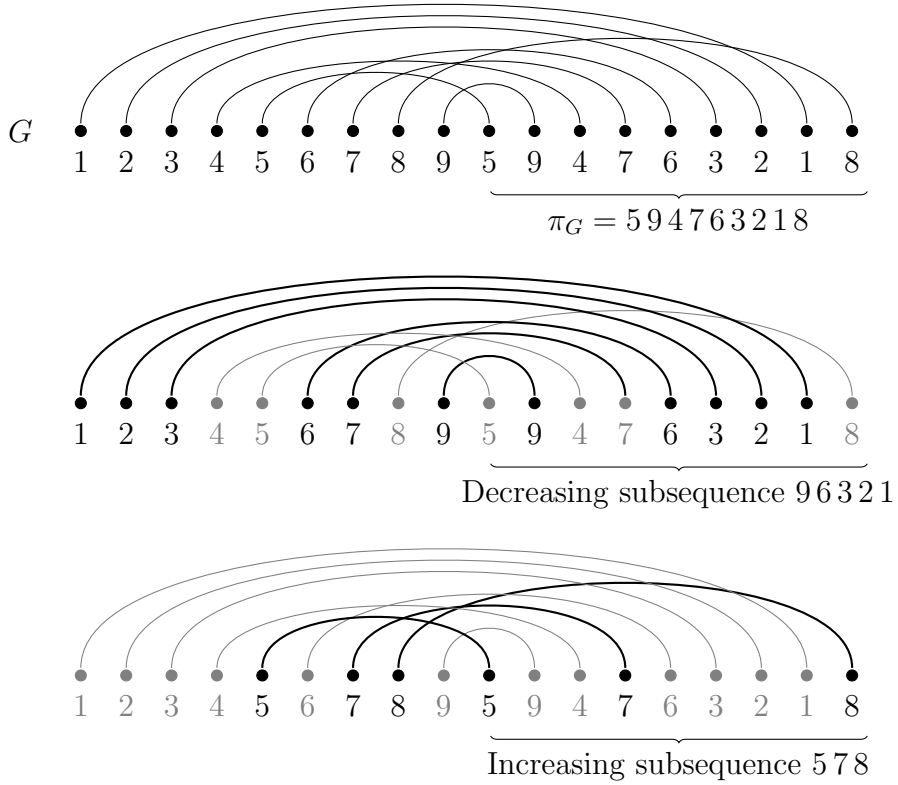 G
1 2 3 4 5 6 7 8 9 5 9 4 7 6 3 2 1 8
π_G = 5 9 4 7 6 3 2 1 8
1 2 3 4 5 6 7 8 9 5 9 4 7 6 3 2 1 8
Decreasing subsequence 9 6 3 2 1
1 2 3 4 5 6 7 8 9 5 9 4 7 6 3 2 1 8
Increasing subsequence 5 7 8